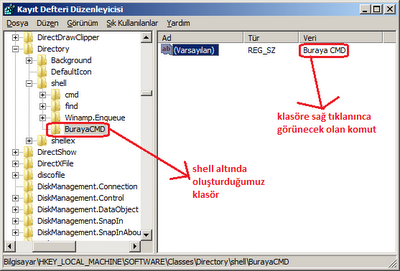 Kayıt Defteri Düzenleyicisi
Dosya Düzen Görünüm Sık Kullanılanlar Yardım
DirectDrawClipper
Directory
Background
DefaultIcon
shell
cmd
find
Winamp.Enqueue
BurayaCMD
shellex
DirectShow
DirectXFile
discofile
DiskManagement.Connection
DiskManagement.Control
DiskManagement.DataObject
DiskManagement.SnapIn
DiskManagement.SnapInAbou
Ad Tür Veri
(Varsayılan) REG_SZ Buraya CMD
klasöre sağ tıklanınca
görünecek olan komut
shell altında
oluşturduğumuz
klasör
Bilgisayar\HKEY_LOCAL_MACHINE\SOFTWARE\Classes\Directory\shell\BurayaCMD